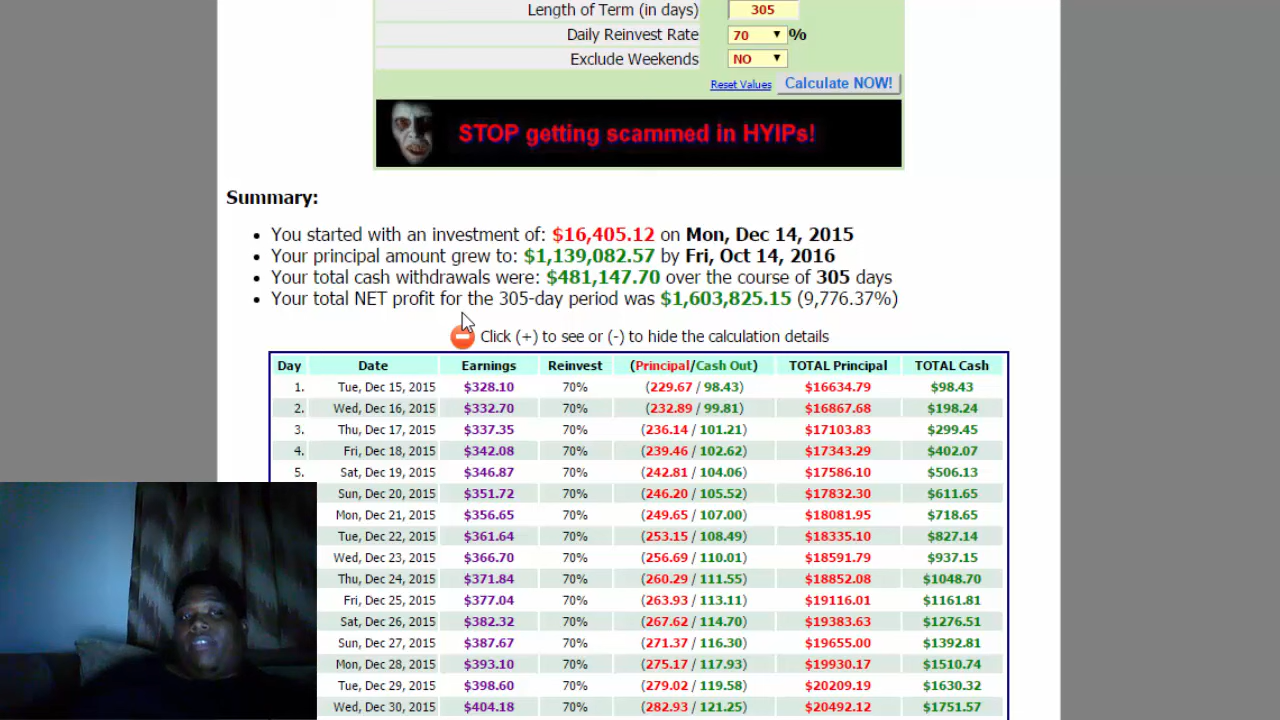 Length of Term (in days) 305
Daily Reinvest Rate 70 %
Exclude Weekends NO
Reset Values Calculate NOW!
STOP getting scammed in HYIPs!
Summary:
• You started with an investment of: $16,405.12 on Mon, Dec 14, 2015
• Your principal amount grew to: $1,139,082.57 by Fri, Oct 14, 2016
• Your total cash withdrawals were: $481,147.70 over the course of 305 days
• Your total NET profit for the 305-day period was $1,603,825.15 (9,776.37%)
Click (+) to see or (-) to hide the calculation details
Day Date Earnings Reinvest (Principal/Cash Out) TOTAL Principal TOTAL Cash
1. Tue, Dec 15, 2015 $328.10 70% (229.67 / 98.43) $16634.79 $98.43
2. Wed, Dec 16, 2015 $332.70 70% (232.89 / 99.81) $16867.68 $198.24
3. Thu, Dec 17, 2015 $337.35 70% (236.14 / 101.21) $17103.83 $299.45
4. Fri, Dec 18, 2015 $342.08 70% (239.46 / 102.62) $17343.29 $402.07
5. Sat, Dec 19, 2015 $346.87 70% (242.81 / 104.06) $17586.10 $506.13
Sun, Dec 20, 2015 $351.72 70% (246.20 / 105.52) $17832.30 $611.65
Mon, Dec 21, 2015 $356.65 70% (249.65 / 107.00) $18081.95 $718.65
Tue, Dec 22, 2015 $361.64 70% (253.15 / 108.49) $18335.10 $827.14
Wed, Dec 23, 2015 $366.70 70% (256.69 / 110.01) $18591.79 $937.15
Thu, Dec 24, 2015 $371.84 70% (260.29 / 111.55) $18852.08 $1048.70
Fri, Dec 25, 2015 $377.04 70% (263.93 / 113.11) $19116.01 $1161.81
Sat, Dec 26, 2015 $382.32 70% (267.62 / 114.70) $19383.63 $1276.51
Sun, Dec 27, 2015 $387.67 70% (271.37 / 116.30) $19655.00 $1392.81
Mon, Dec 28, 2015 $393.10 70% (275.17 / 117.93) $19930.17 $1510.74
Tue, Dec 29, 2015 $398.60 70% (279.02 / 119.58) $20209.19 $1630.32
Wed, Dec 30, 2015 $404.18 70% (282.93 / 121.25) $20492.12 $1751.57